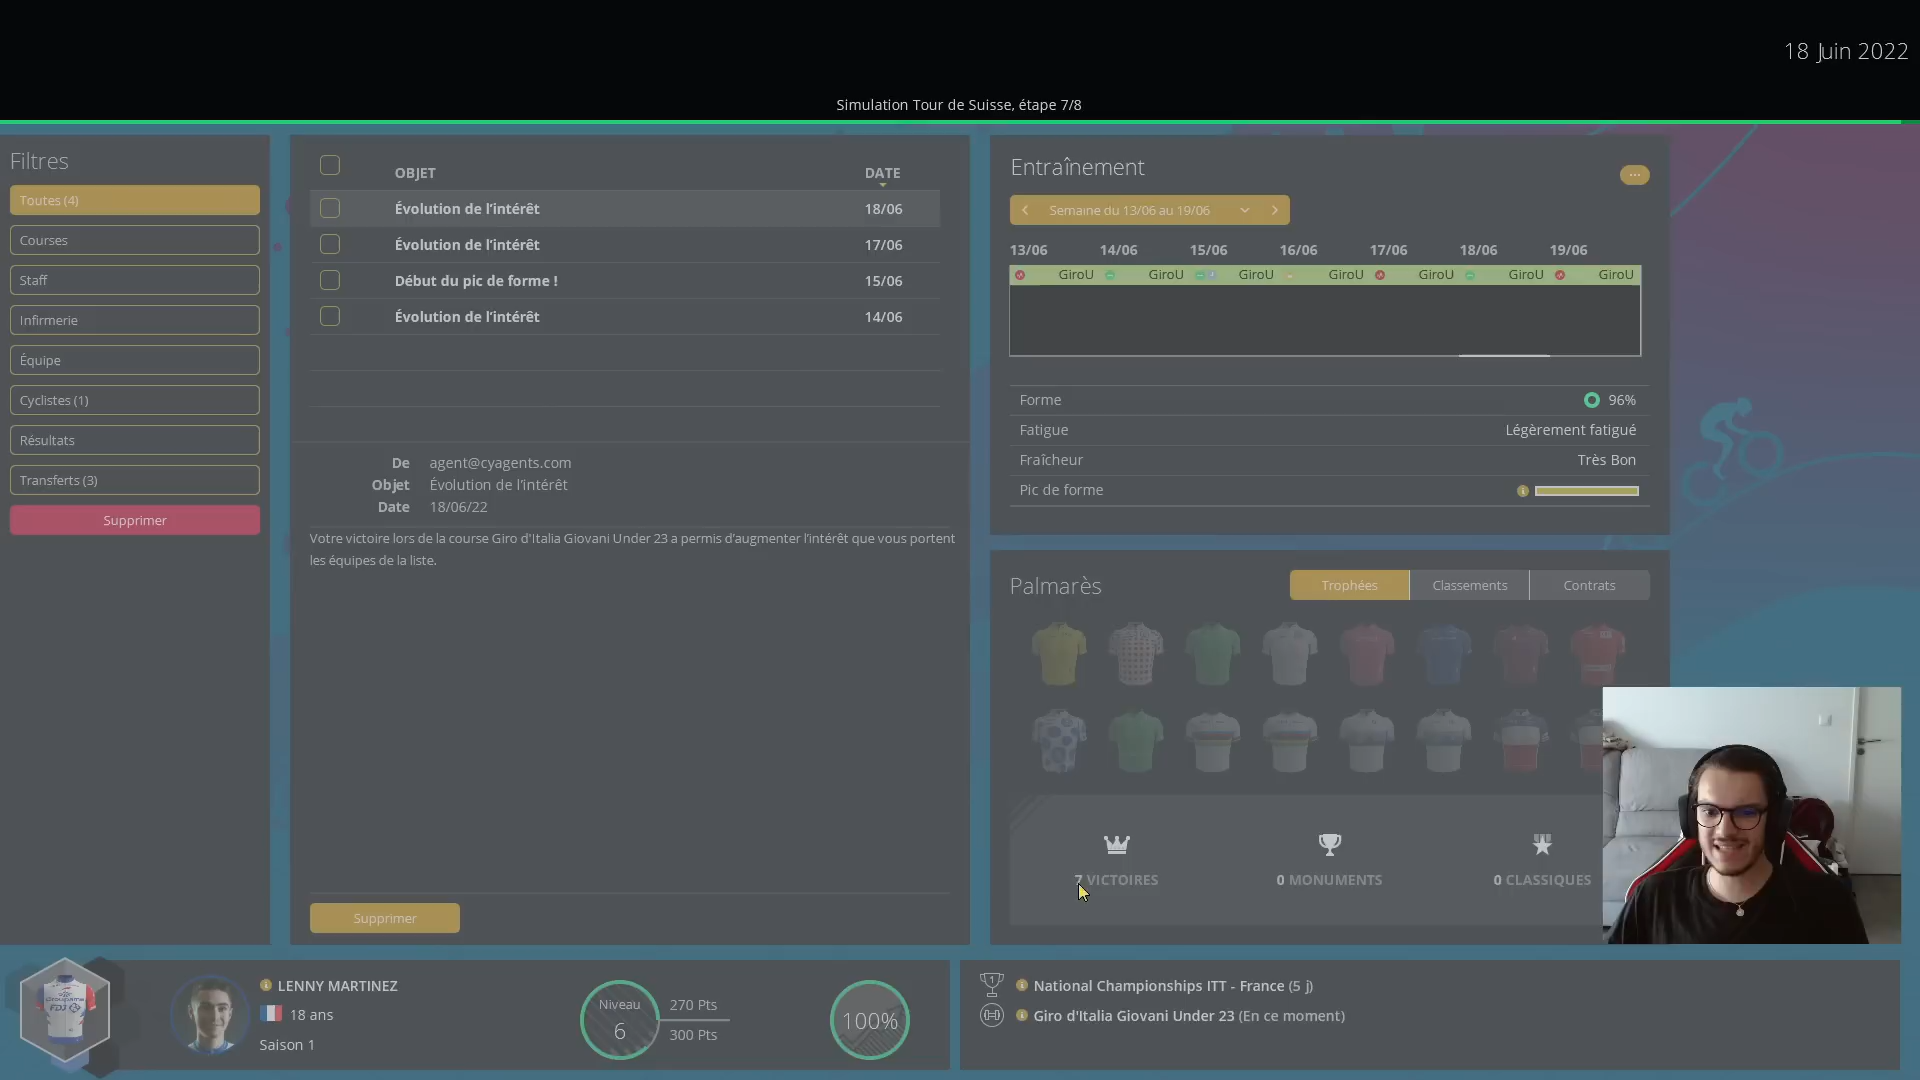 18 Juin 2022
Simulation Tour de Suisse, étape 7/8
Filtres
Toutes (4)
Courses
Staff
Infirmerie
Équipe
Cyclistes (1)
Résultats
Transferts (3)
Supprimer
OBJET DATE
Évolution de l'intérêt 18/06
Évolution de l'intérêt 17/06
Début du pic de forme ! 15/06
Évolution de l'intérêt 14/06
De agent@cyagents.com
Objet Évolution de l'intérêt
Date 18/06/22
Votre victoire lors de la course Giro d'Italia Giovani Under 23 a permis d'augmenter l'intérêt que vous portent
les équipes de la liste.
Supprimer
Entraînement
...
Semaine du 13/06 au 19/06
13/06 14/06 15/06 16/06 17/06 18/06 19/06
GiroU GiroU GiroU GiroU GiroU GiroU GiroU
Forme 96%
Fatigue Légèrement fatigué
Fraîcheur Très Bon
Pic de forme
Palmarès
Trophées Classements Contrats
7 VICTOIRES 0 MONUMENTS 0 CLASSIQUES
LENNY MARTINEZ
18 ans
Saison 1
Niveau
6
270 Pts
300 Pts
100%
National Championships ITT - France (5 j)
Giro d'Italia Giovani Under 23 (En ce moment)